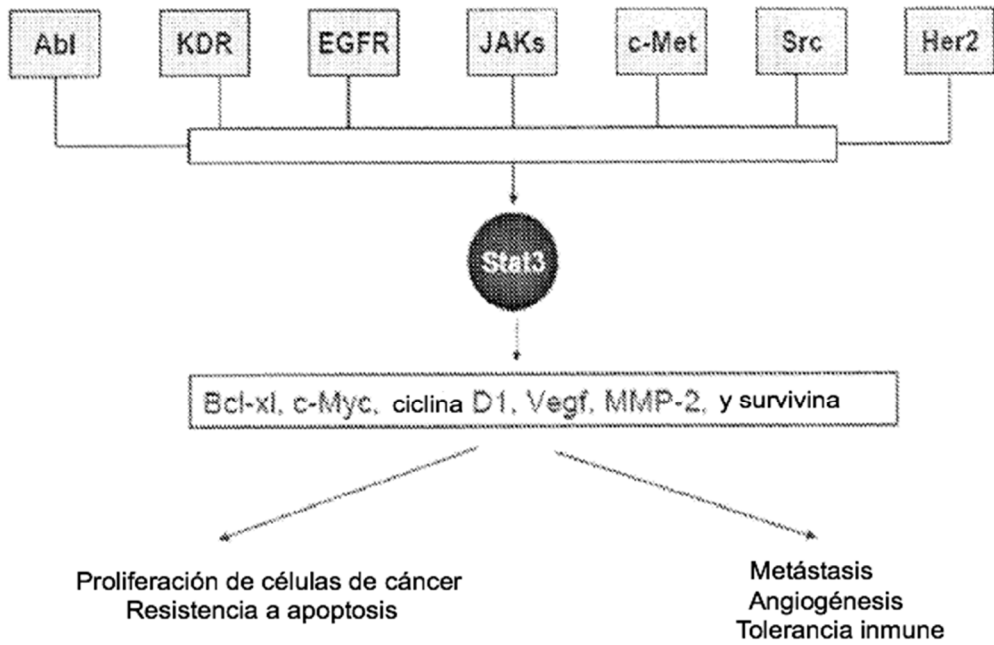 Abl KDR EGFR JAKs c-Met Src Her2
Stat3
Bcl-xl, c-Myc, ciclina D1, Vegf, MMP-2, y survivina
Proliferación de células de cáncer
Resistencia a apoptosis
Metástasis
Angiogénesis
Tolerancia inmune